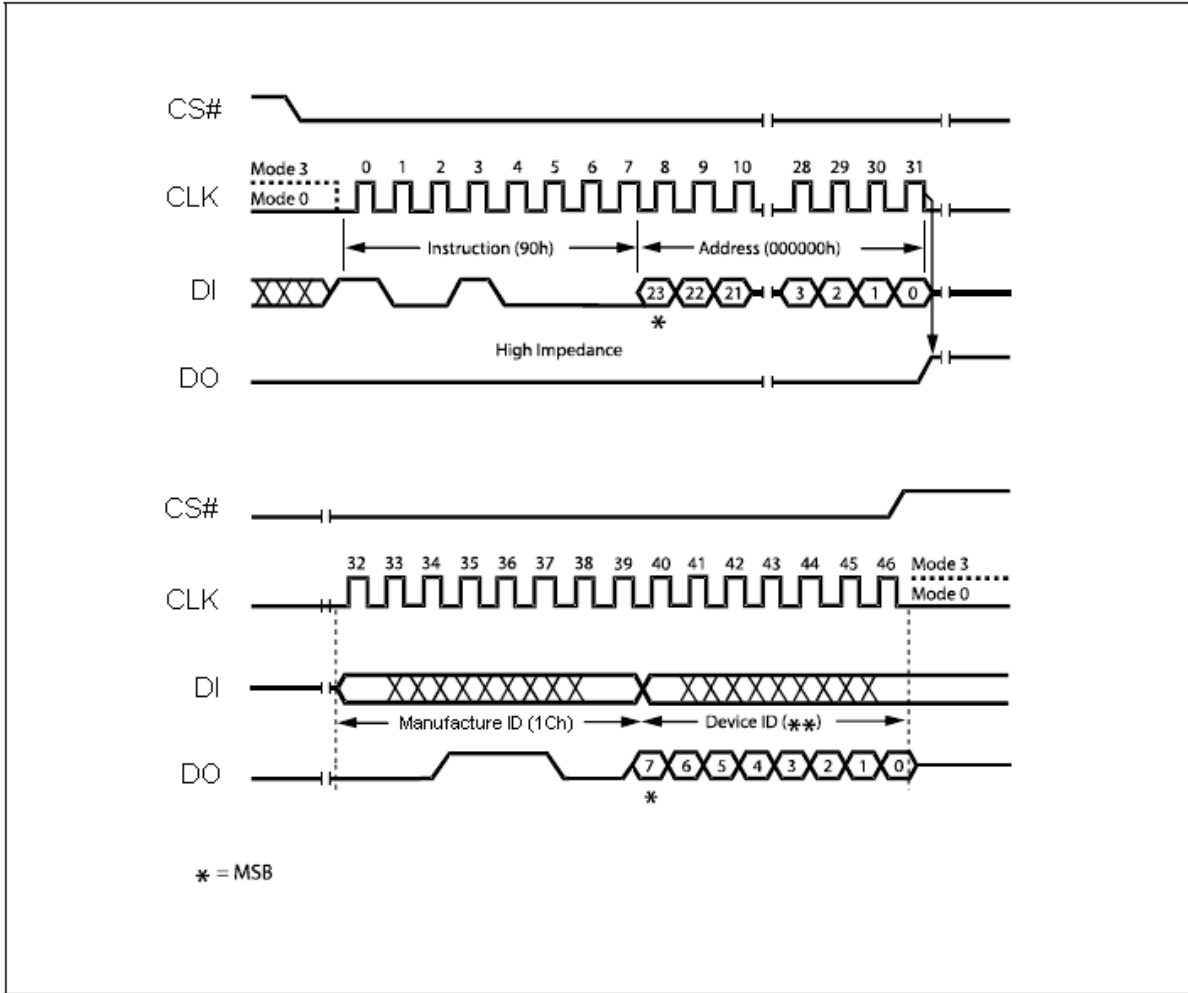 CS#
Mode 3
0 1 2 3 4 5 6 7 8 9 10 28 29 30 31
CLK
Mode 0
Instruction (90h)
Address (000000h)
DI
23 22 21 3 2 1 0
*
High Impedance
DO
CS#
32 33 34 35 36 37 38 39 40 41 42 43 44 45 46
Mode 3
CLK
Mode 0
DI
Manufacture ID (1Ch)
Device ID (**)
DO
7 6 5 4 3 2 1 0
*
* = MSB